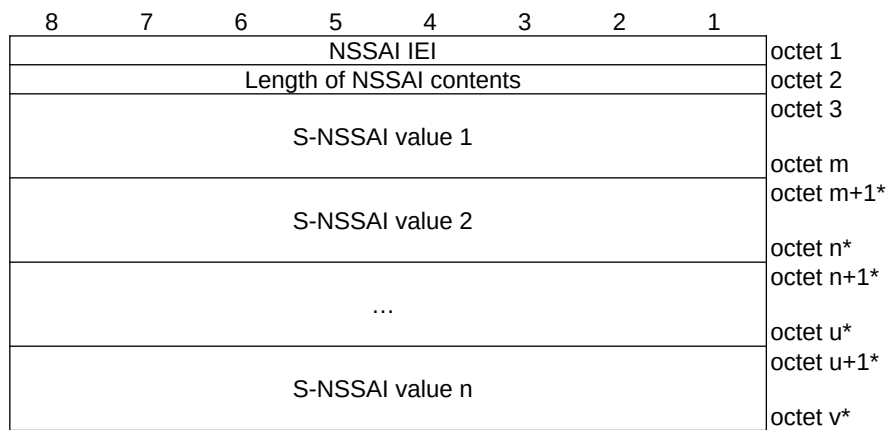 8 7 6 5 4 3 2 1
NSSAI IEI octet 1
Length of NSSAI contents octet 2
octet 3
S-NSSAI value 1
octet m
octet m+1*
S-NSSAI value 2
octet n*
octet n+1*
…
octet u*
octet u+1*
S-NSSAI value n
octet v*